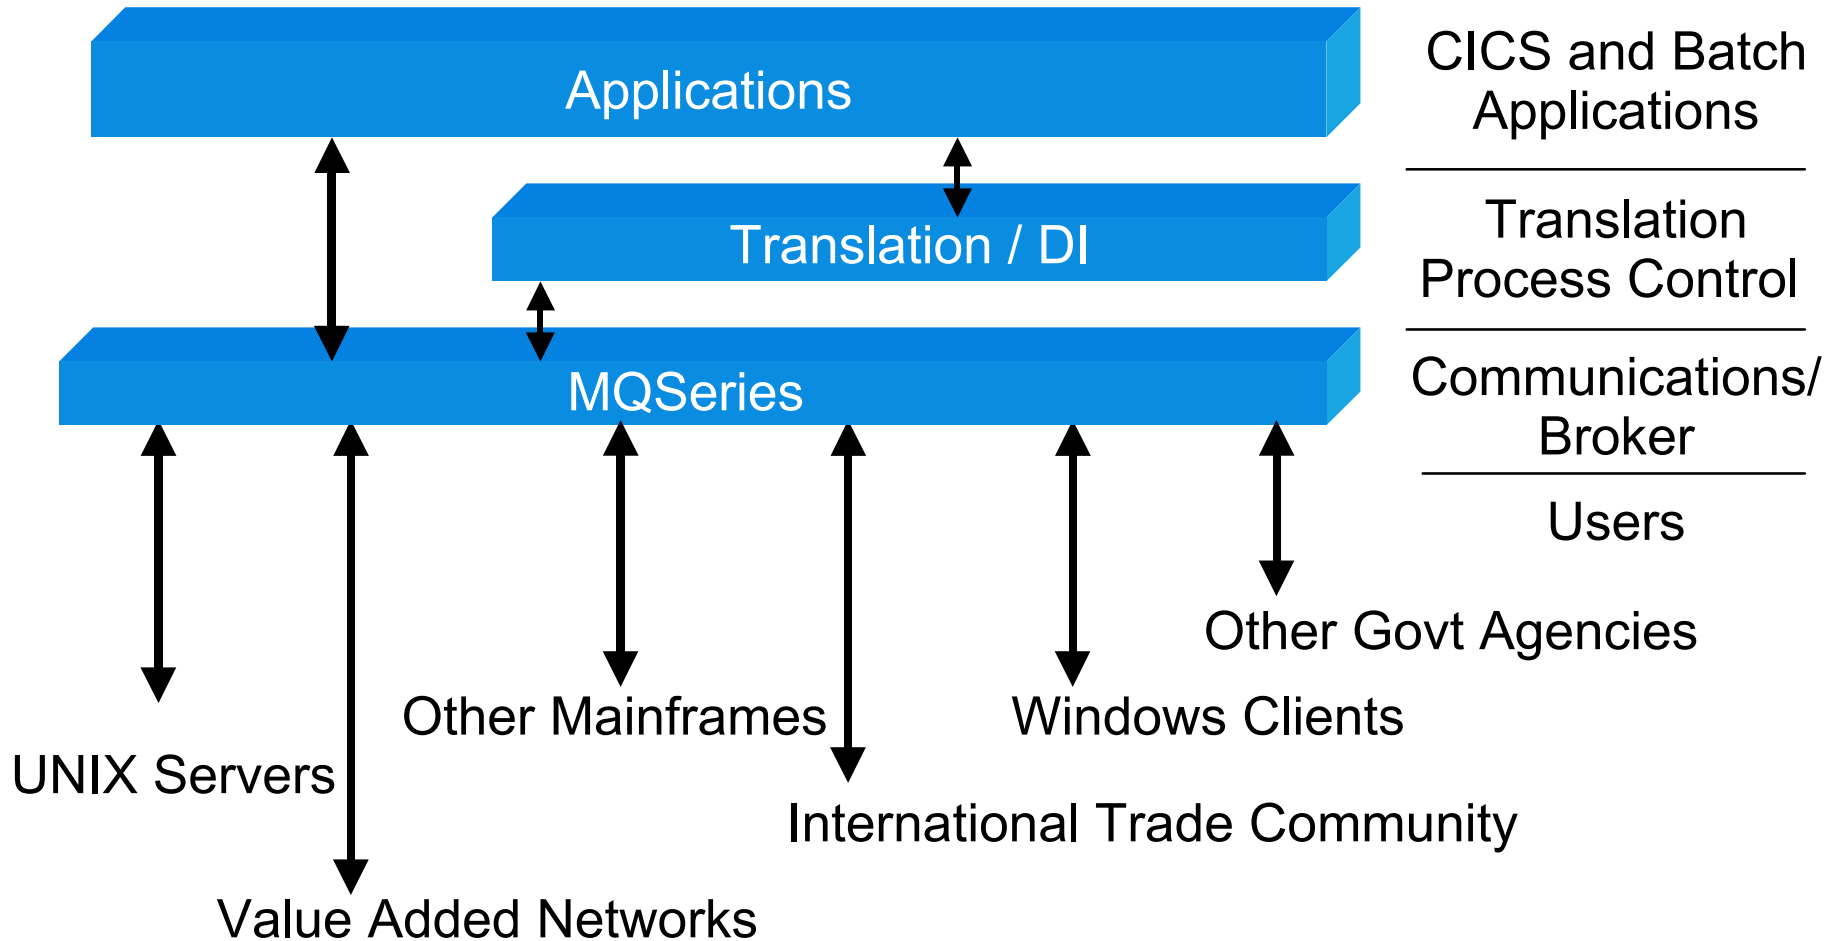 Applications
CICS and Batch
Applications
Translation / DI
Translation
Process Control
MQSeries
Communications/
Broker
Users
Other Govt Agencies
Other Mainframes
Windows Clients
UNIX Servers
International Trade Community
Value Added Networks